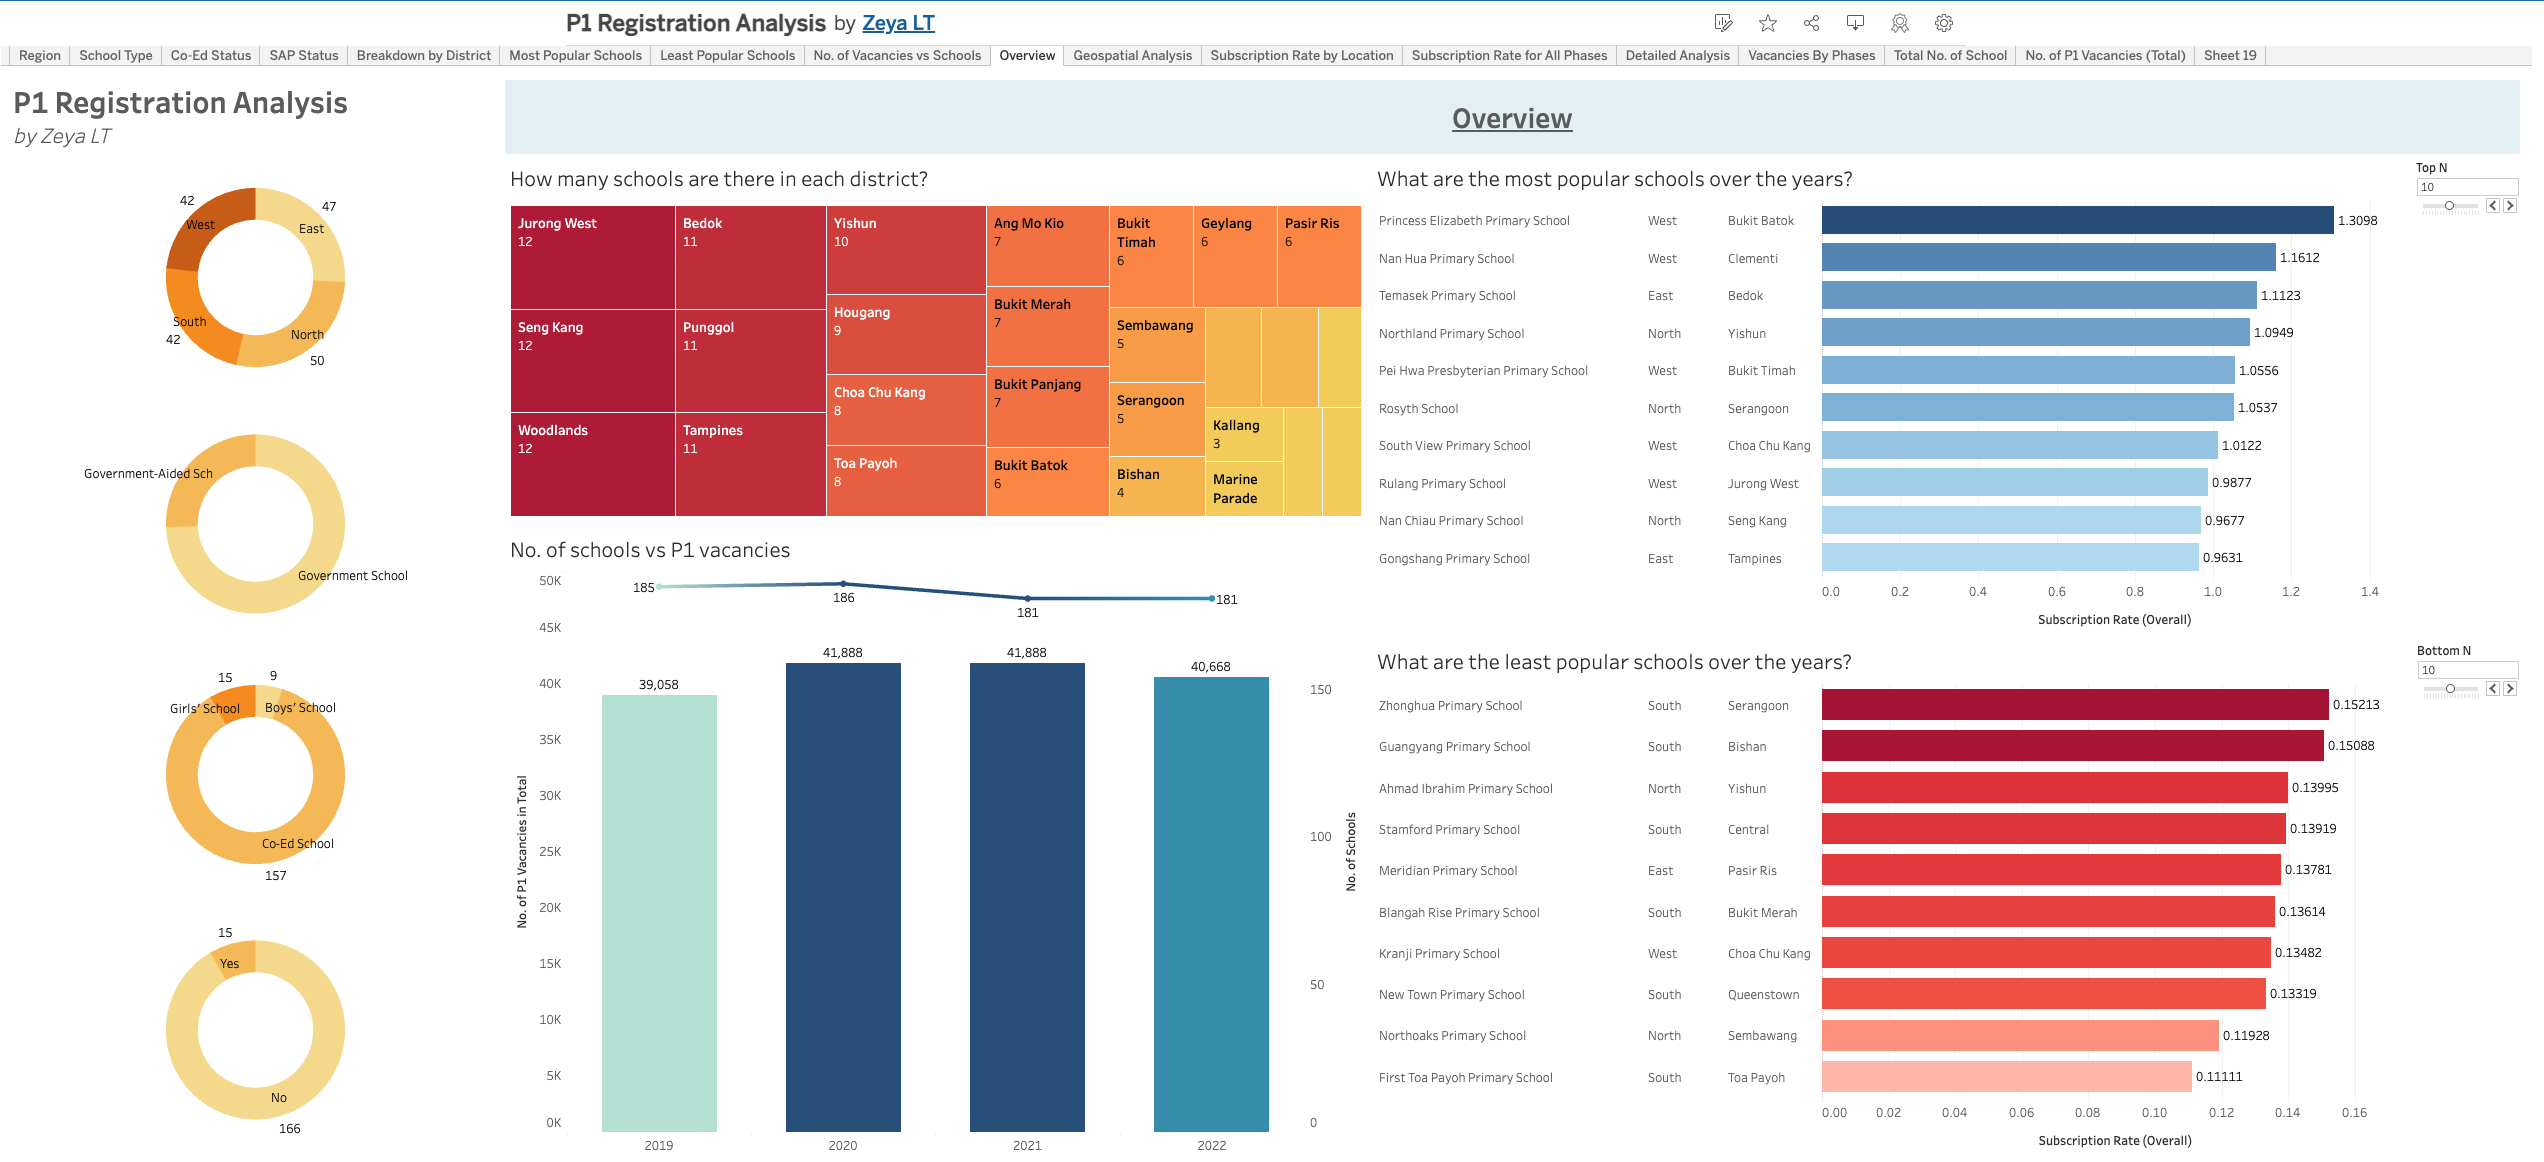 P1 Registration Analysis by Zeya LT
Region School Type Co-Ed Status SAP Status Breakdown by District Most Popular Schools Least Popular Schools No. of Vacancies vs Schools Overview Geospatial Analysis Subscription Rate by Location Subscription Rate for All Phases Detailed Analysis Vacancies By Phases Total No. of School No. of P1 Vacancies (Total) Sheet 19
P1 Registration Analysis
by Zeya LT
42
West
47
East
South
42
North
50
Government-Aided Sch
Government School
15
Girls' School
9
Boys' School
Co-Ed School
157
15
Yes
No
166
Overview
How many schools are there in each district?
Jurong West
12
Seng Kang
12
Woodlands
12
Bedok
11
Punggol
11
Tampines
11
Yishun
10
Hougang
9
Choa Chu Kang
8
Toa Payoh
8
Ang Mo Kio
7
Bukit Merah
7
Bukit Panjang
7
Bukit Batok
6
Bukit
Timah
6
Geylang
6
Pasir Ris
6
Sembawang
5
Serangoon
5
Bishan
4
Kallang
3
Marine
Parade
No. of schools vs P1 vacancies
No. of P1 Vacancies in Total
50K
45K
40K
35K
30K
25K
20K
15K
10K
5K
0K
185
186
181
181
39,058
41,888
41,888
40,668
2019
2020
2021
2022
150
100
50
0
No. of Schools
What are the most popular schools over the years?
Princess Elizabeth Primary School West Bukit Batok 1.3098
Nan Hua Primary School West Clementi 1.1612
Temasek Primary School East Bedok 1.1123
Northland Primary School North Yishun 1.0949
Pei Hwa Presbyterian Primary School West Bukit Timah 1.0556
Rosyth School North Serangoon 1.0537
South View Primary School West Choa Chu Kang 1.0122
Rulang Primary School West Jurong West 0.9877
Nan Chiau Primary School North Seng Kang 0.9677
Gongshang Primary School East Tampines 0.9631
0.0 0.2 0.4 0.6 0.8 1.0 1.2 1.4
Subscription Rate (Overall)
Top N
10
What are the least popular schools over the years?
Zhonghua Primary School South Serangoon 0.15213
Guangyang Primary School South Bishan 0.15088
Ahmad Ibrahim Primary School North Yishun 0.13995
Stamford Primary School South Central 0.13919
Meridian Primary School East Pasir Ris 0.13781
Blangah Rise Primary School South Bukit Merah 0.13614
Kranji Primary School West Choa Chu Kang 0.13482
New Town Primary School South Queenstown 0.13319
Northoaks Primary School North Sembawang 0.11928
First Toa Payoh Primary School South Toa Payoh 0.11111
0.00 0.02 0.04 0.06 0.08 0.10 0.12 0.14 0.16
Subscription Rate (Overall)
Bottom N
10